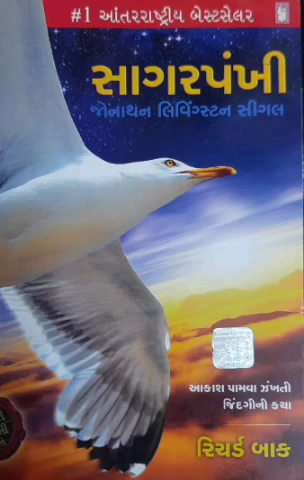 #1 આંતરરાષ્ટ્રીય બેસ્ટસેલર
સાગરપંખી
જોનાથન લિવિંગ્સ્ટન સીગલ
આકાશ પામવા ઝંખતી
જિંદગીની કથા
રિચર્ડ બાક